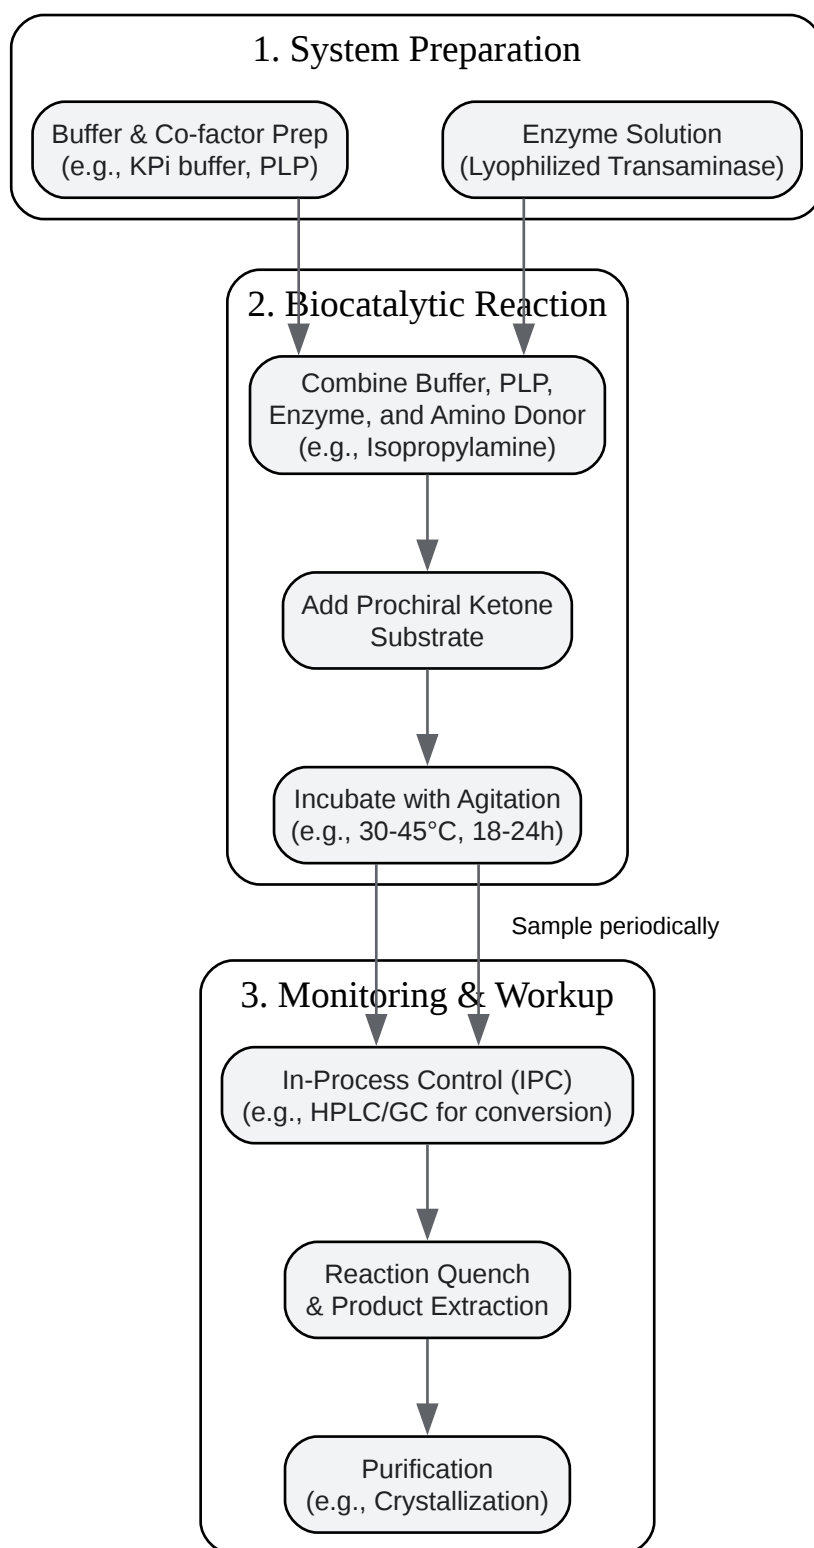 1. System Preparation
Buffer & Co-factor Prep
(e.g., KPi buffer, PLP)
Enzyme Solution
(Lyophilized Transaminase)
2. Biocatalytic Reaction
Combine Buffer, PLP,
Enzyme, and Amino Donor
(e.g., Isopropylamine)
Add Prochiral Ketone
Substrate
Incubate with Agitation
(e.g., 30-45°C, 18-24h)
Sample periodically
3. Monitoring & Workup
In-Process Control (IPC)
(e.g., HPLC/GC for conversion)
Reaction Quench
& Product Extraction
Purification
(e.g., Crystallization)